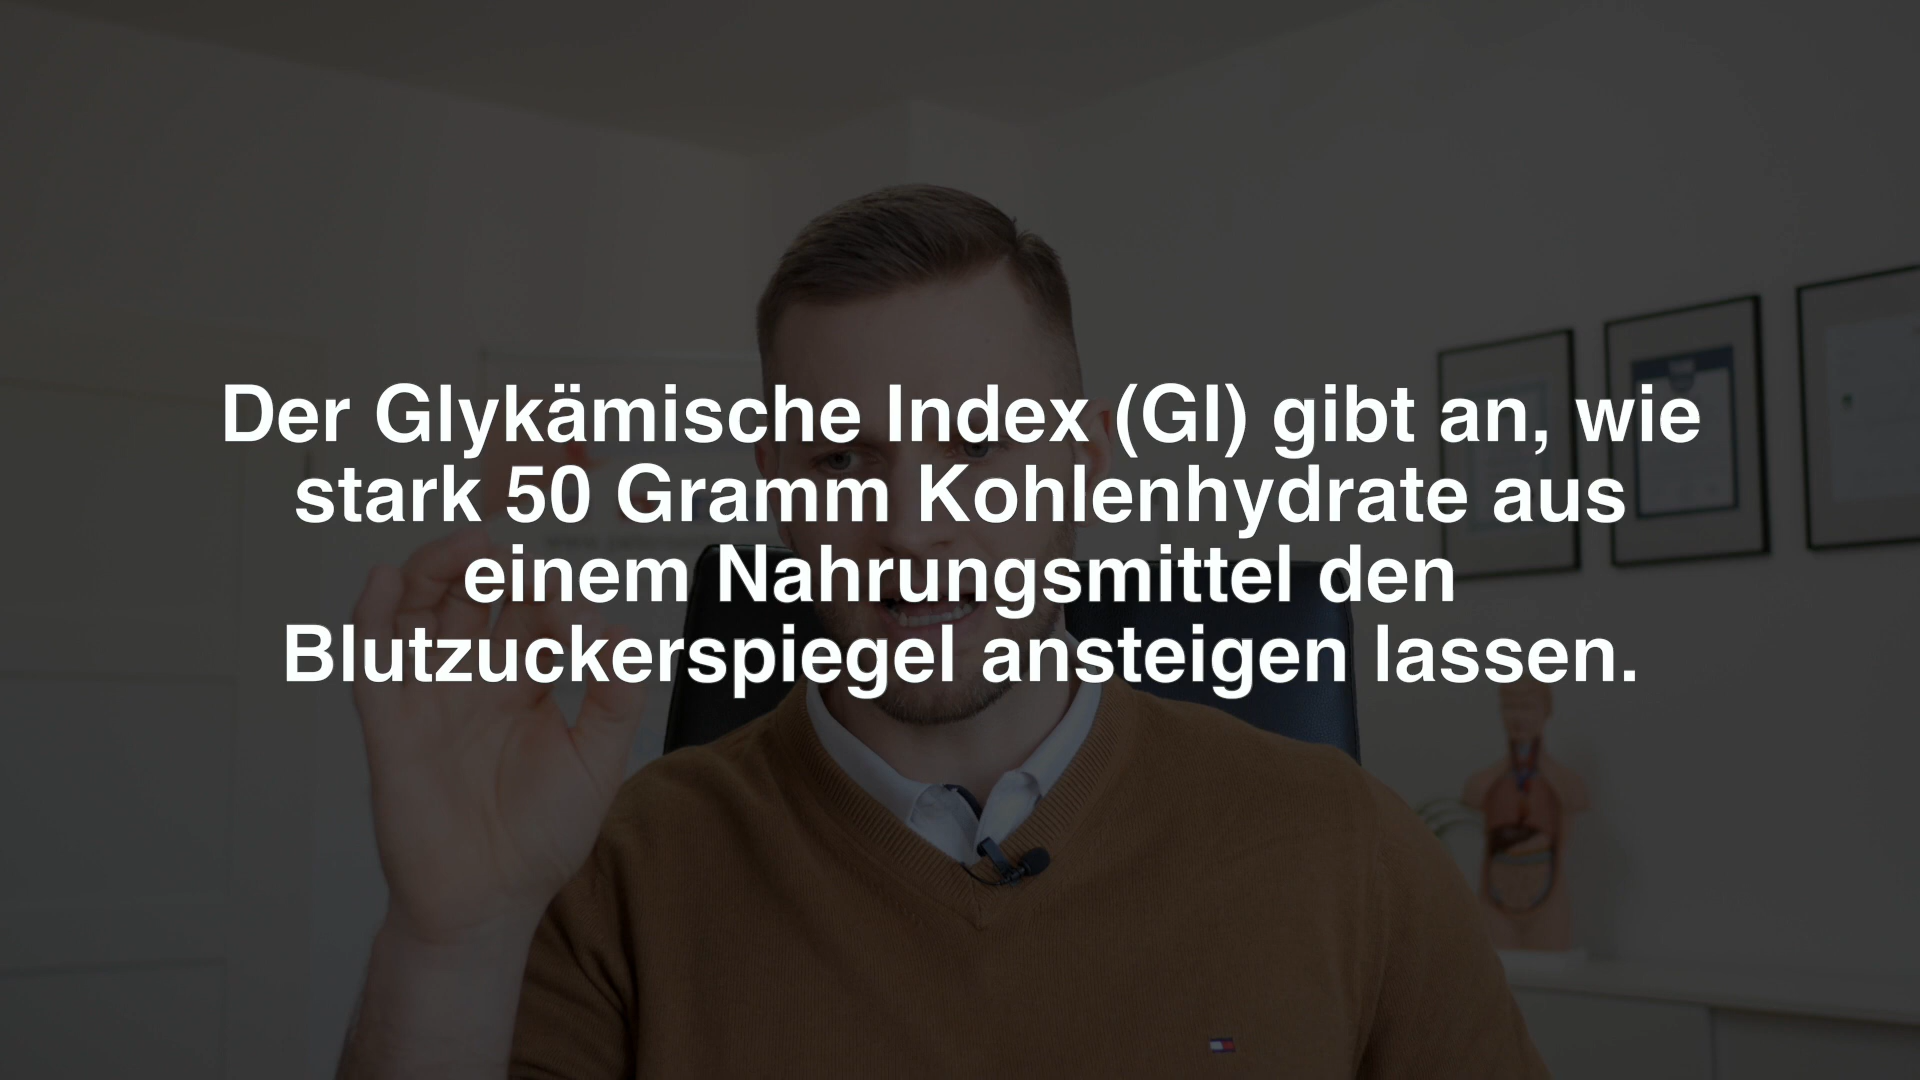 Der Glykämische Index (GI) gibt an, wie
stark 50 Gramm Kohlenhydrate aus
einem Nahrungsmittel den
Blutzuckerspiegel ansteigen lassen.